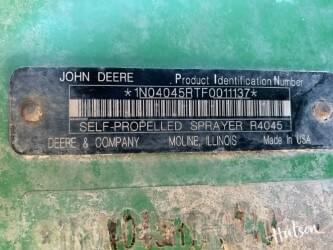 JOHN DEERE Product Identification Number
*1N04045RTF0011137*
SELF-PROPELLED SPRAYER R4045
DEERE & COMPANY MOLINE, ILLINOIS Made In USA
Hutson